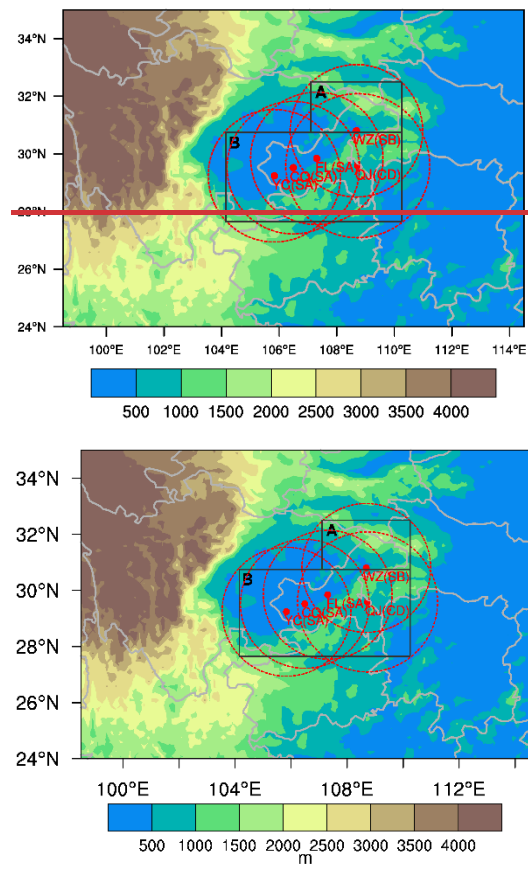 34°N
32°N
A
WZ(SB)
30°N
B
FL(SA)
CQ(SA)
QJ(CD)
YC(SA)
28°N
26°N
24°N
100°E 102°E 104°E 106°E 108°E 110°E 112°E 114°E
500 1000 1500 2000 2500 3000 3500 4000
34°N
32°N
A
WZ(SB)
30°N
B
FL(SA)
CQ(SA)
QJ(CD)
YC(SA)
28°N
26°N
24°N
100°E 104°E 108°E 112°E
500 1000 1500 2000 2500 3000 3500 4000
m